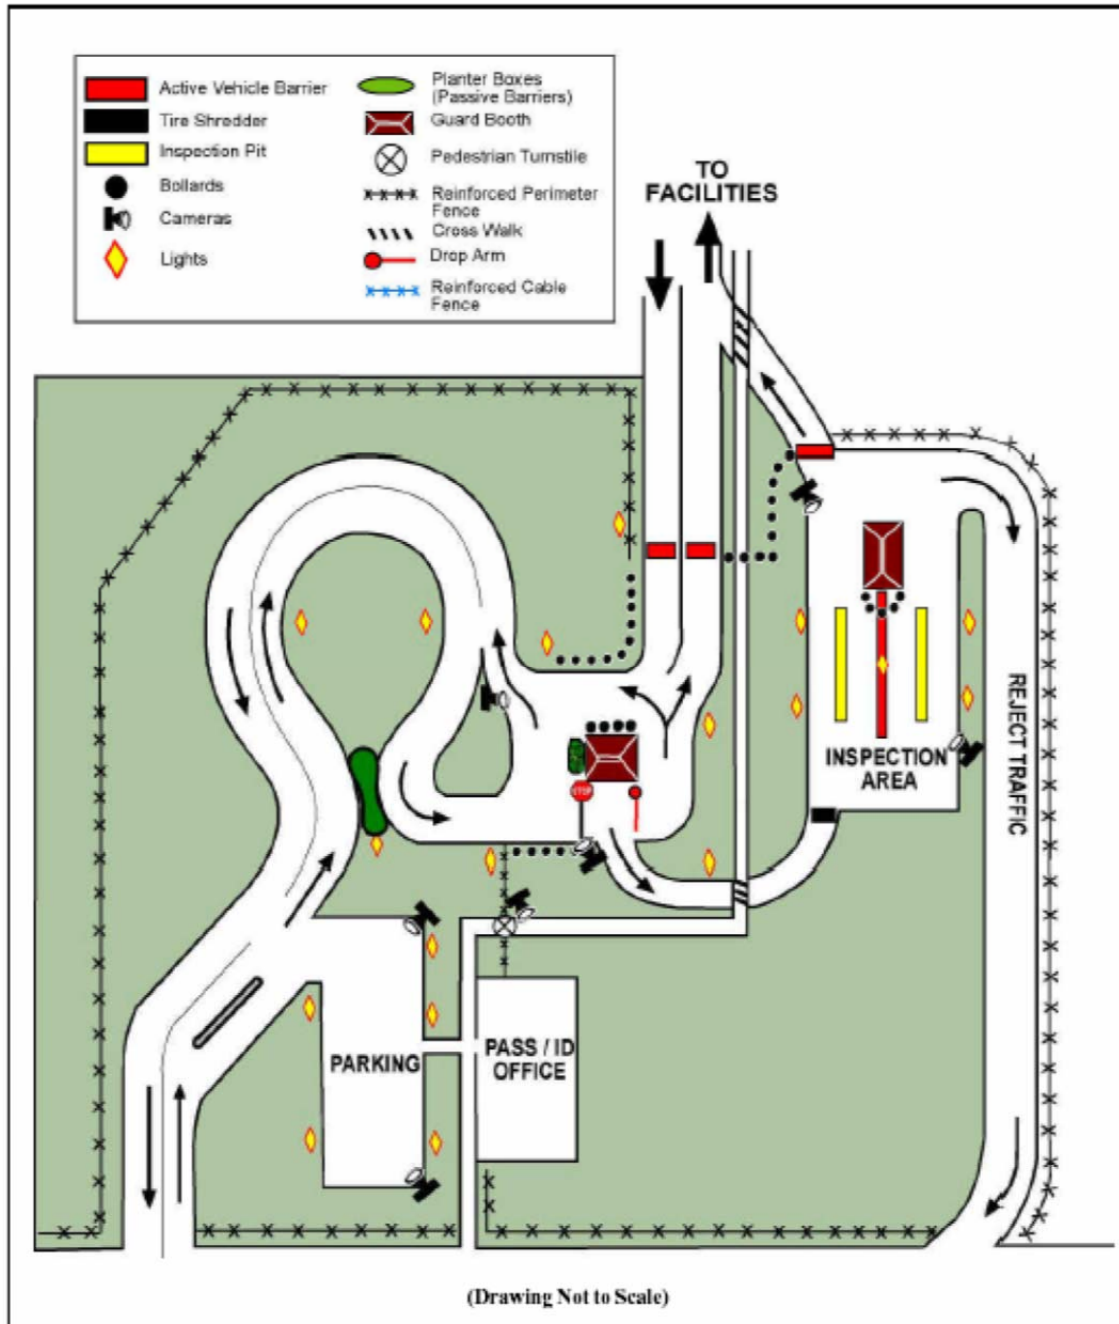 Active Vehicle Barrier
Tire Shredder
Inspection Pit
Bollards
Cameras
Lights
Planter Boxes
(Passive Barriers)
Guard Booth
Pedestrian Turnstile
Reinforced Perimeter
Fence
Cross Walk
Drop Arm
Reinforced Cable
Fence
TO
FACILITIES
STOP
INSPECTION
AREA
REJECT TRAFFIC
PARKING
PASS / ID
OFFICE
(Drawing Not to Scale)